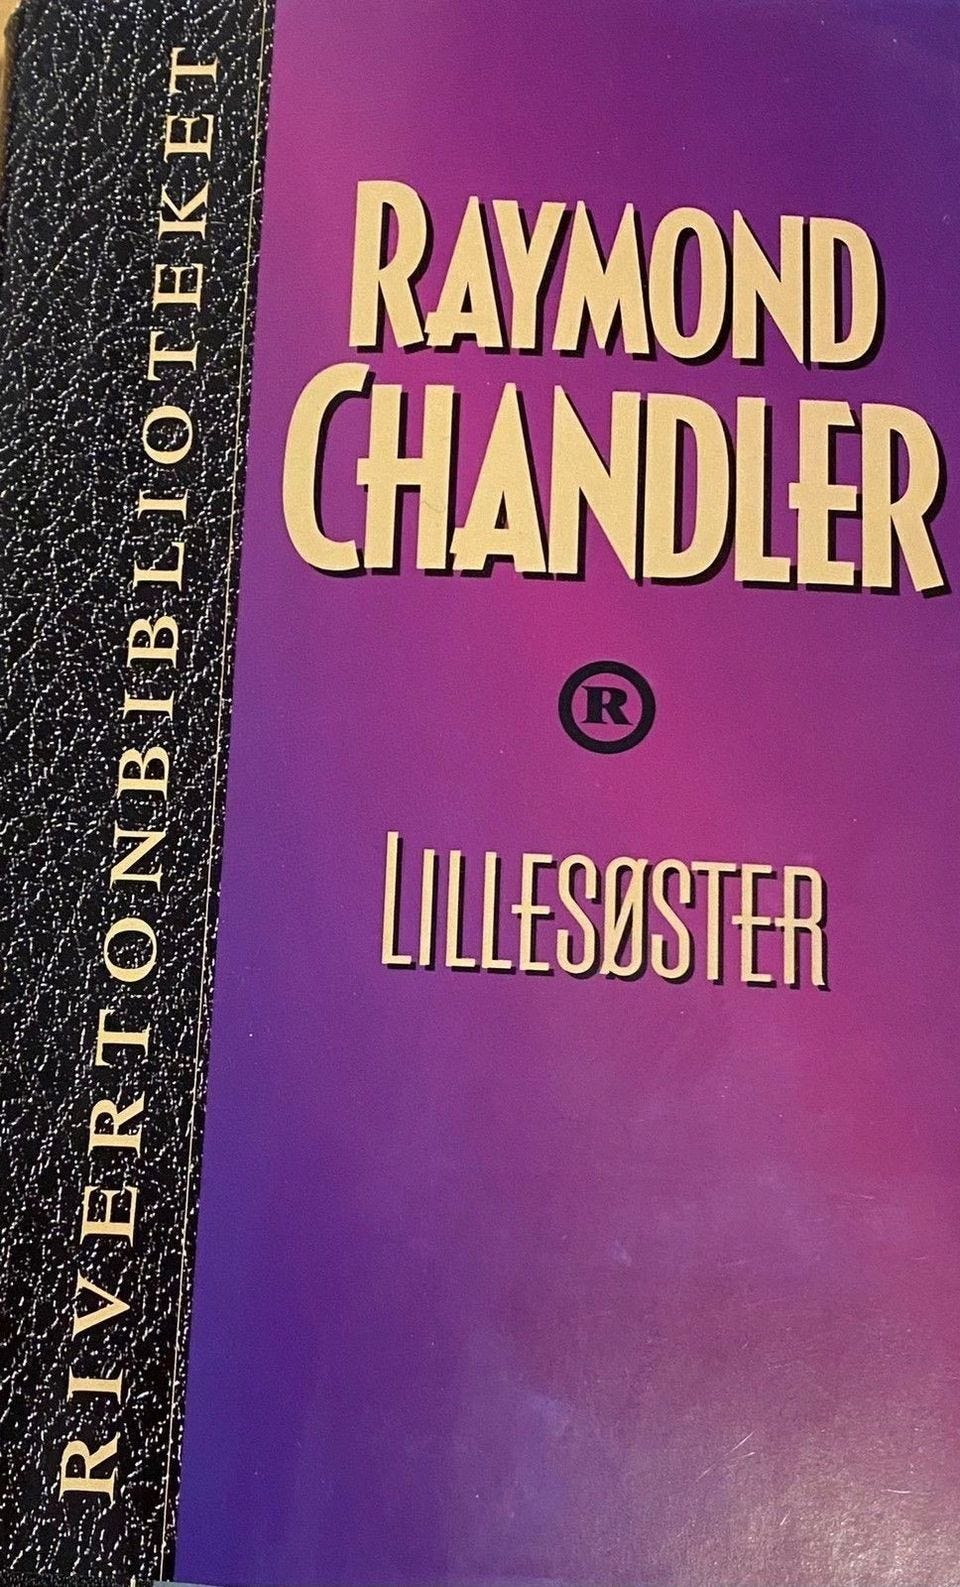 RIVERTONBIBLIOTEKET
RAYMOND
CHANDLER
R
LILLESØSTER